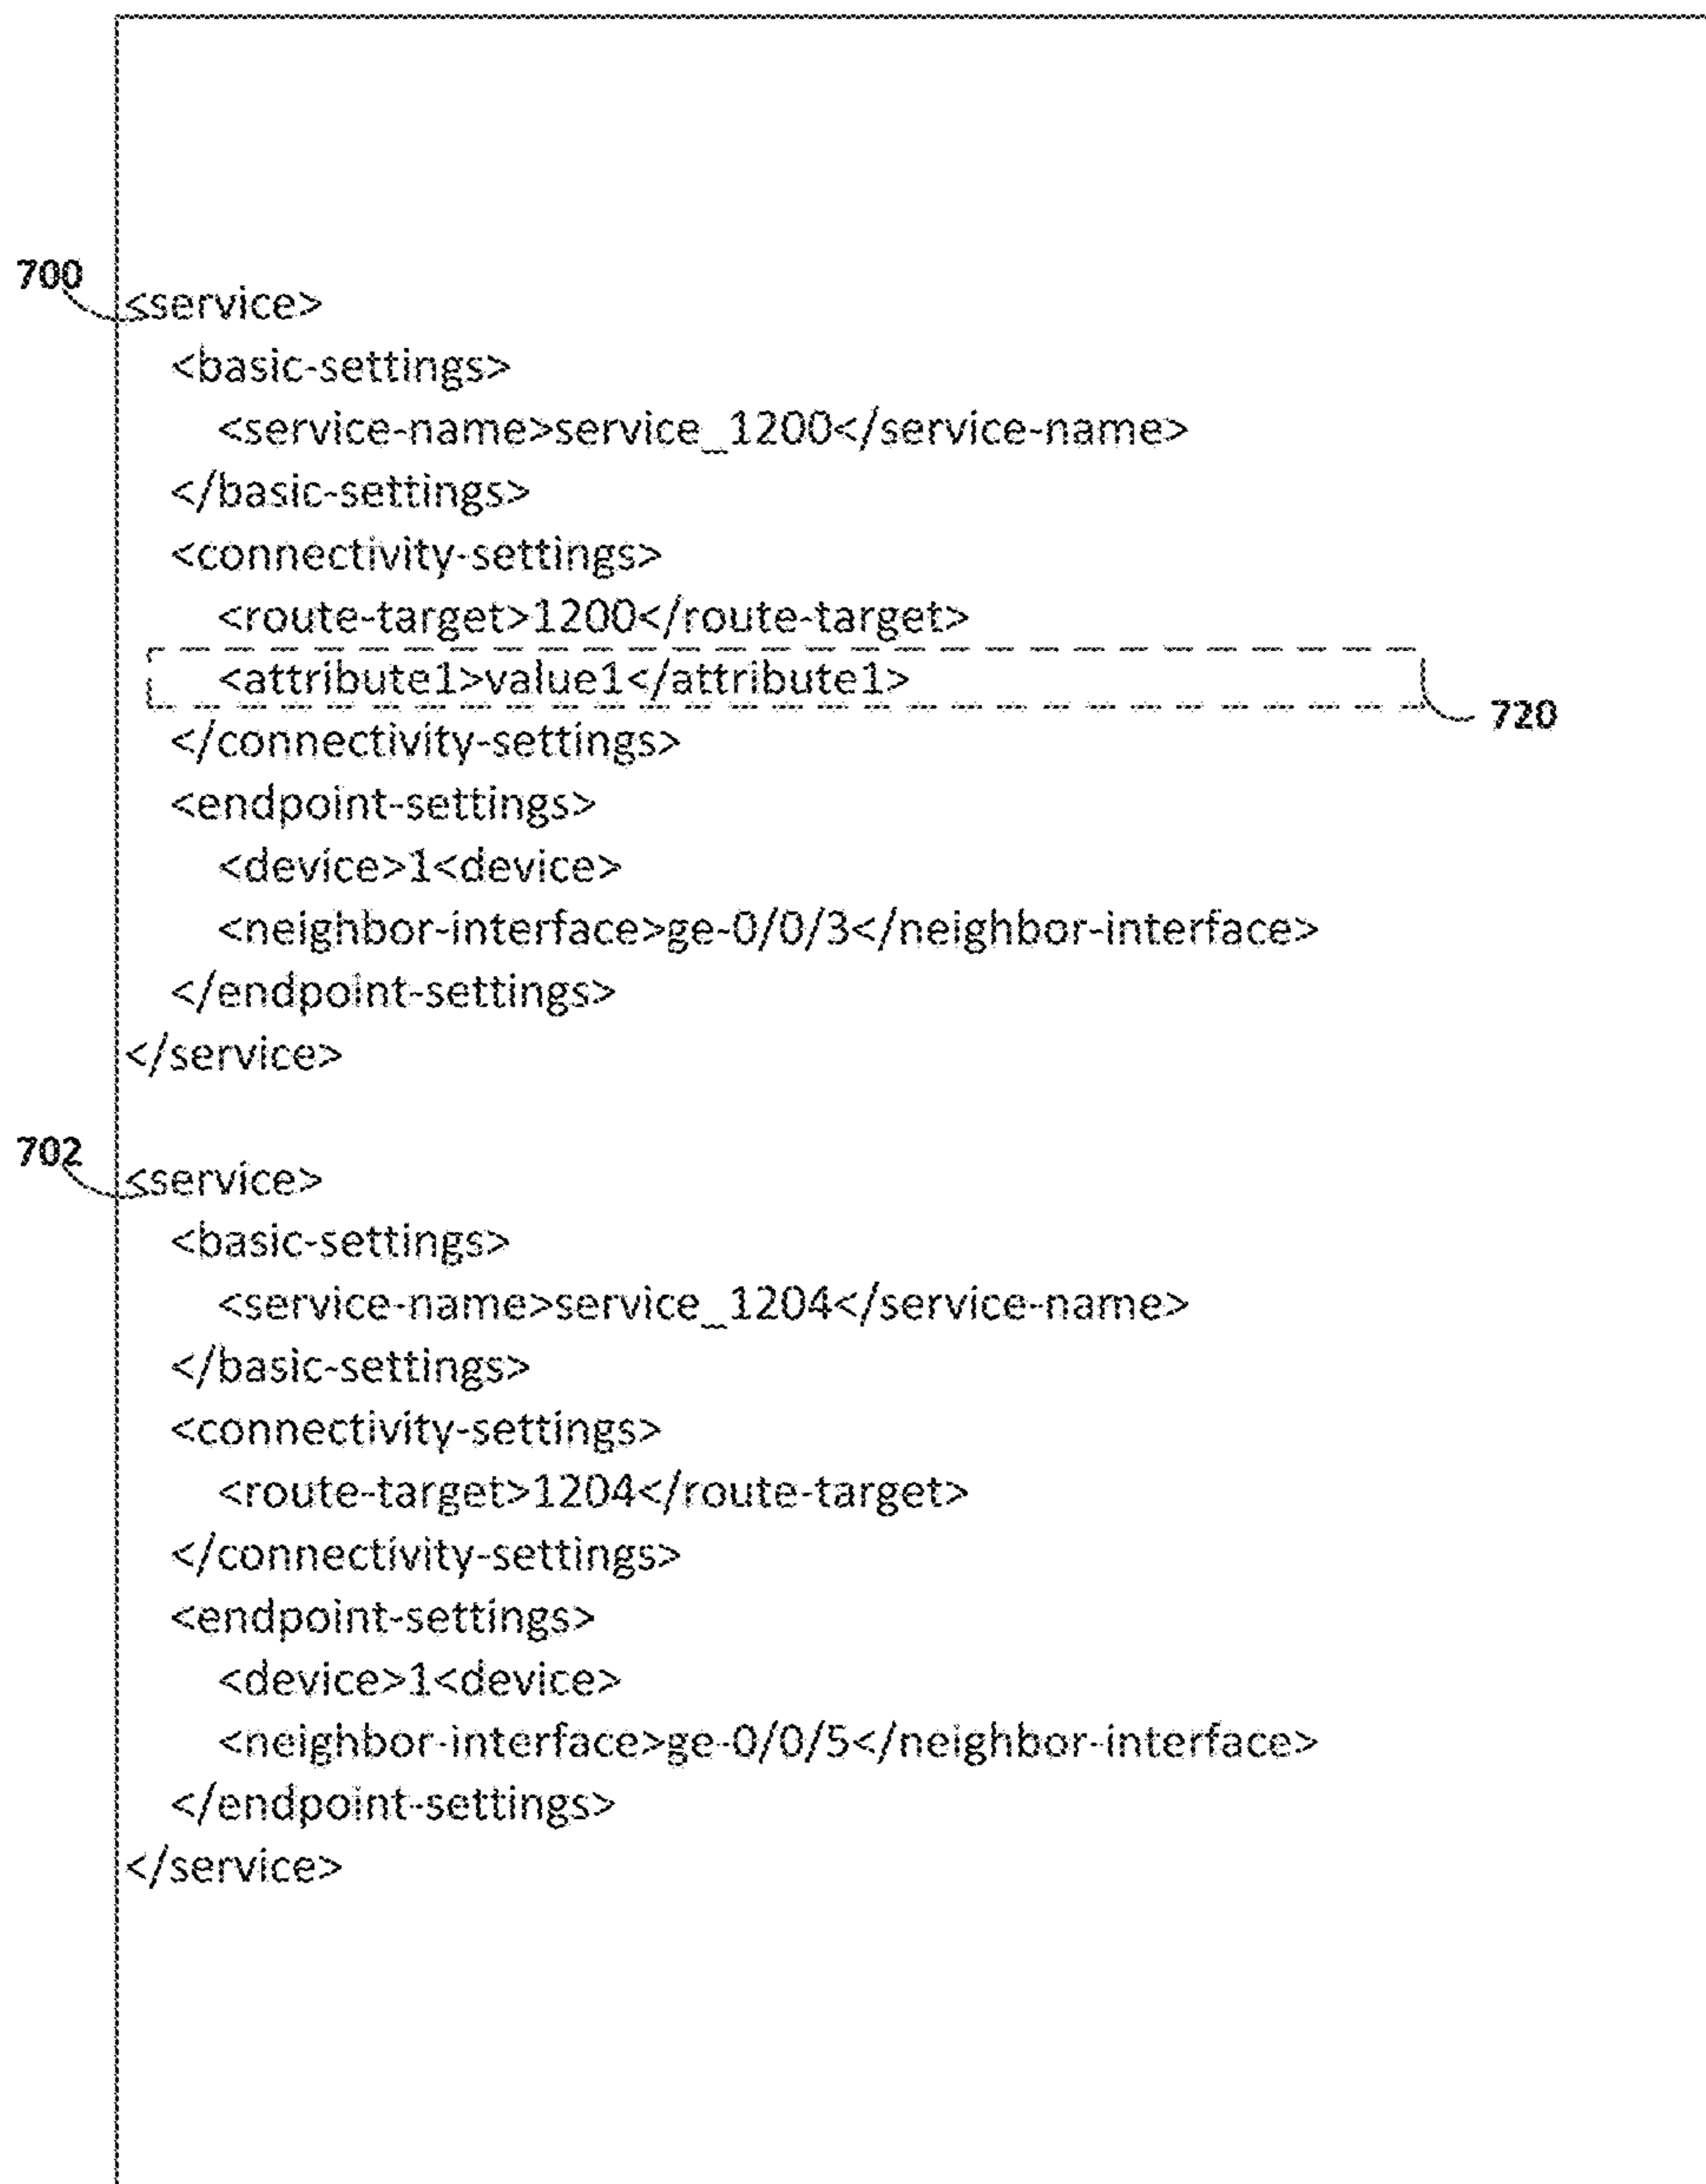 700
<service>
<basic-settings>
<service-name>service_1200</service-name>
</basic-settings>
<connectivity-settings>
<route-target>1200</route-target>
<attribute1>value1</attribute1>
720
</connectivity-settings>
<endpoint-settings>
<device>1<device>
<neighbor-interface>ge-0/0/3</neighbor-interface>
</endpoint-settings>
</service>
702
<service>
<basic-settings>
<service-name>service_1204</service-name>
</basic-settings>
<connectivity-settings>
<route-target>1204</route-target>
</connectivity-settings>
<endpoint-settings>
<device>1<device>
<neighbor-interface>ge-0/0/5</neighbor-interface>
</endpoint-settings>
</service>